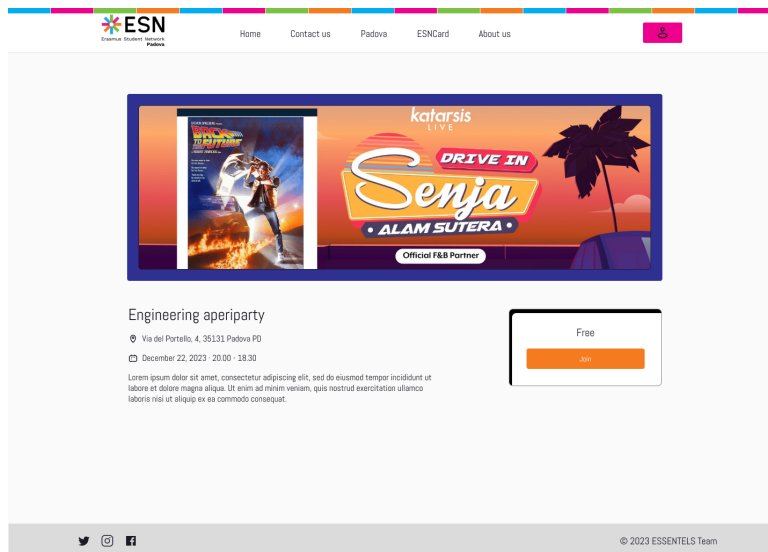 ESN
Erasmus Student Network
Padova
Home
Contact us
Padova
ESNCard
About us
BACK
TO THE
FUTURE
katarsis
LIVE
DRIVE IN
Senja
• ALAM SUTERA •
Official F&B Partner
Engineering aperiparty
Via del Portello, 4, 35131 Padova PD
December 22, 2023 · 20.00 - 18.30
Lorem ipsum dolor sit amet, consectetur adipiscing elit, sed do eiusmod tempor incididunt ut
labore et dolore magna aliqua. Ut enim ad minim veniam, quis nostrud exercitation ullamco
laboris nisi ut aliquip ex ea commodo consequat.
Free
Join
© 2023 ESSENTELS Team